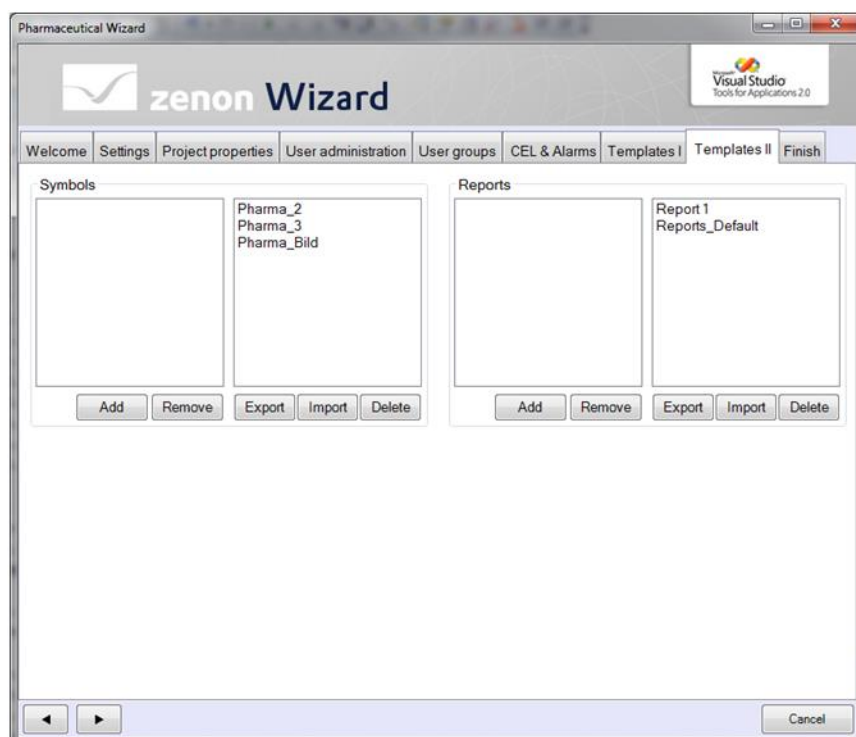 Pharmaceutical Wizard
zenon Wizard
Microsoft
Visual Studio
Tools for Applications 2.0
Welcome Settings Project properties User administration User groups CEL & Alarms Templates I Templates II Finish
Symbols
Pharma_2
Pharma_3
Pharma_Bild
Add Remove Export Import Delete
Reports
Report 1
Reports_Default
Add Remove Export Import Delete
Cancel